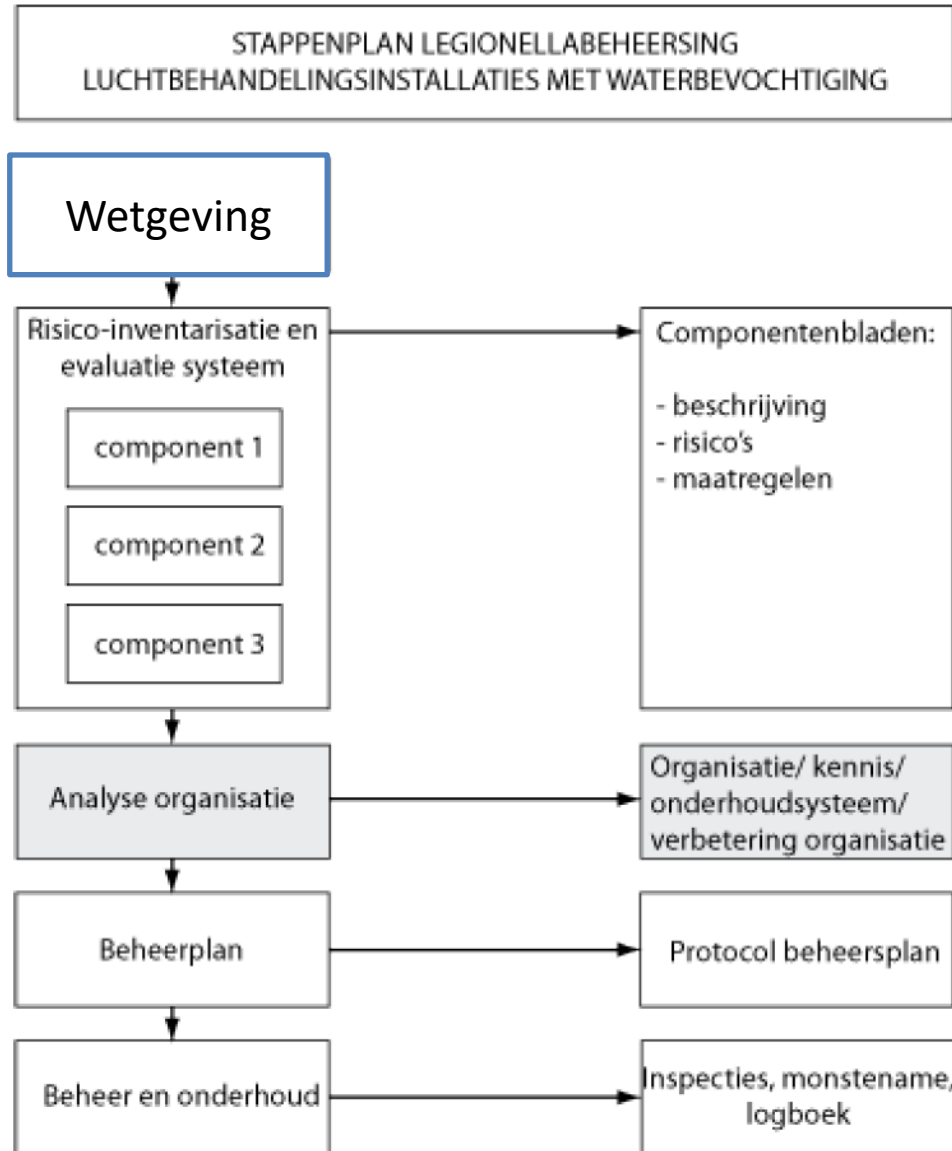 STAPPENPLAN LEGIONELLABEHEERSING
LUCHTBEHANDELINGSINSTALLATIES MET WATERBEVOCHTIGING
Wetgeving
Risico-inventarisatie en
evaluatie systeem
component 1
component 2
component 3
Componentenbladen:
- beschrijving
- risico's
- maatregelen
Analyse organisatie
Organisatie/ kennis/
onderhoudsysteem/
verbetering organisatie
Beheerplan
Protocol beheersplan
Beheer en onderhoud
Inspecties, monstename,
logboek